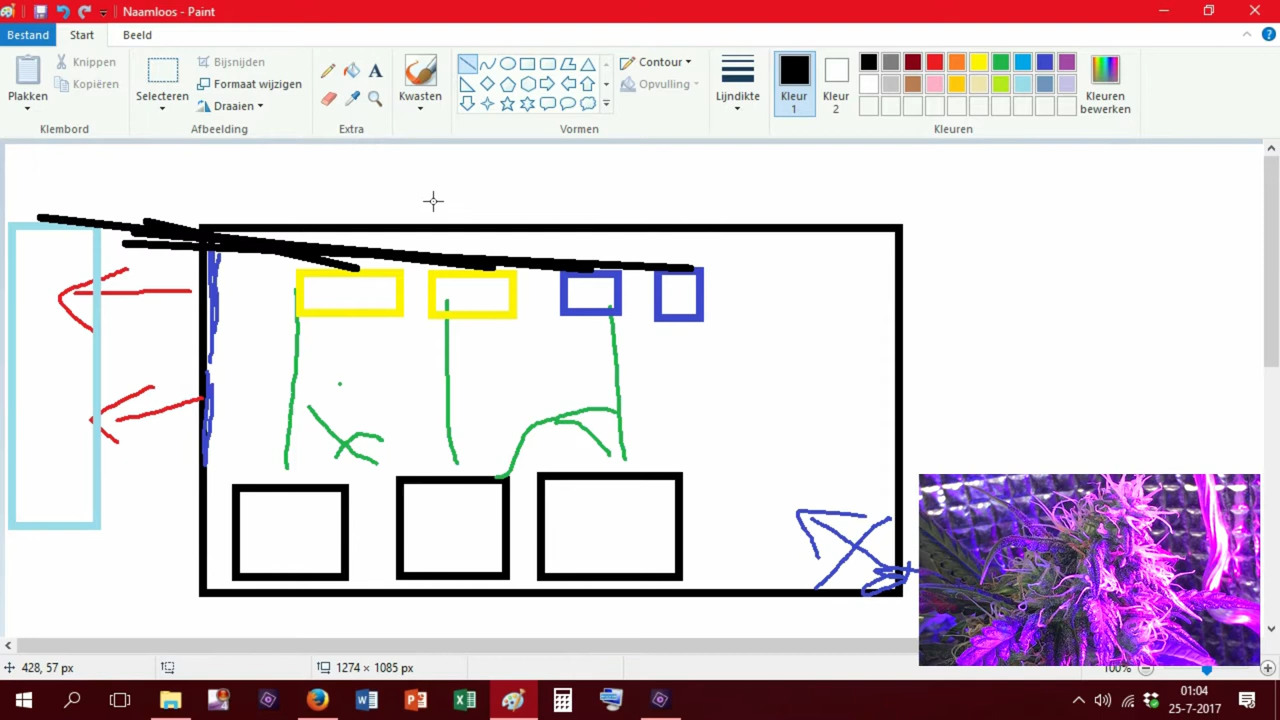 Naamloos - Paint
Bestand Start Beeld
Plakken
Knippen
Kopiëren
Klembord
Selecteren
Bijsnijden
Formaat wijzigen
Draaien
Afbeelding
Extra
Kwasten
Contour
Opvulling
Vormen
Lijndikte
Kleur
1
Kleur
2
Kleuren
bewerken
Kleuren
428, 57 px
1274 × 1085 px
100%
01:04
25-7-2017